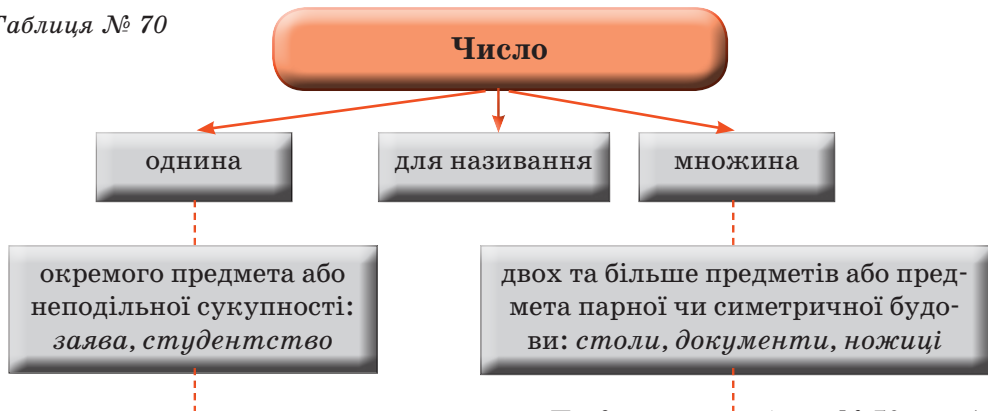 Таблиця № 70
Число
однина
для називання
множина
окремого предмета або
неподільної сукупності:
заява, студентство
двох та більше предметів або пред-
мета парної чи симетричної будо-
ви: столи, документи, ножиці